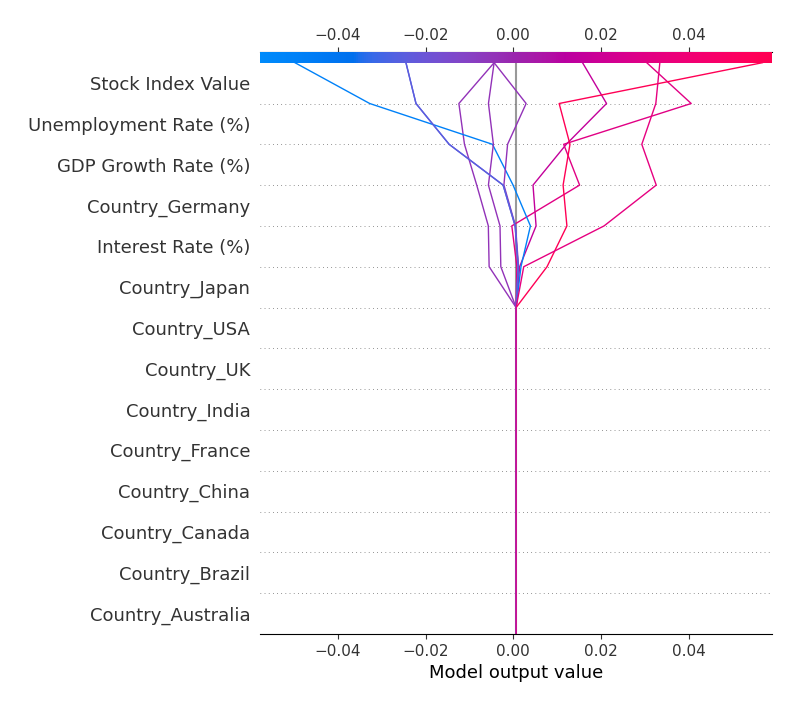 −0.04 −0.02 0.00 0.02 0.04
Stock Index Value
Unemployment Rate (%)
GDP Growth Rate (%)
Country_Germany
Interest Rate (%)
Country_Japan
Country_USA
Country_UK
Country_India
Country_France
Country_China
Country_Canada
Country_Brazil
Country_Australia
−0.04 −0.02 0.00 0.02 0.04
Model output value